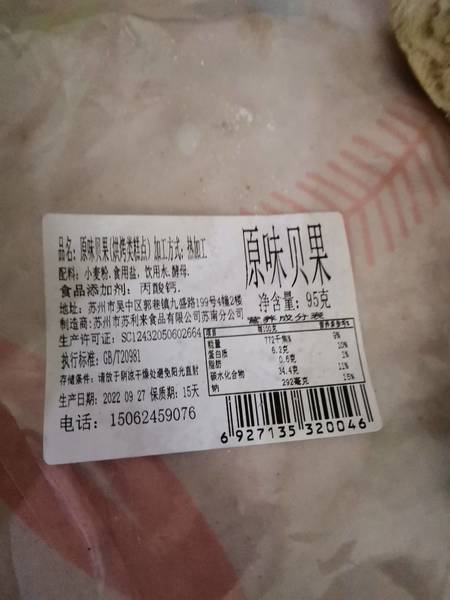 品名: 原味贝果(烘烤类糕点) 加工方式: 热加工
配料: 小麦粉, 食用盐, 饮用水, 酵母.
食品添加剂: 丙酸钙.
地址: 苏州市吴中区郭巷镇九盛路199号4幢2楼
制造商: 苏州市苏利来食品有限公司苏南分公司
生产许可证: SC12432050602664
执行标准: GB/T20981
存储条件: 请放于阴凉干燥处避免阳光直射
生产日期: 2022 09 27 保质期: 15天
电话: 15062459076
原味贝果
净含量: 95克
营养成分表
项目 每100克 营养素参考%
能量 772千焦 9%
蛋白质 6.2克 10%
脂肪 0.6克 1%
碳水化合物 34.4克 11%
钠 292毫克 15%
6 927135 320046